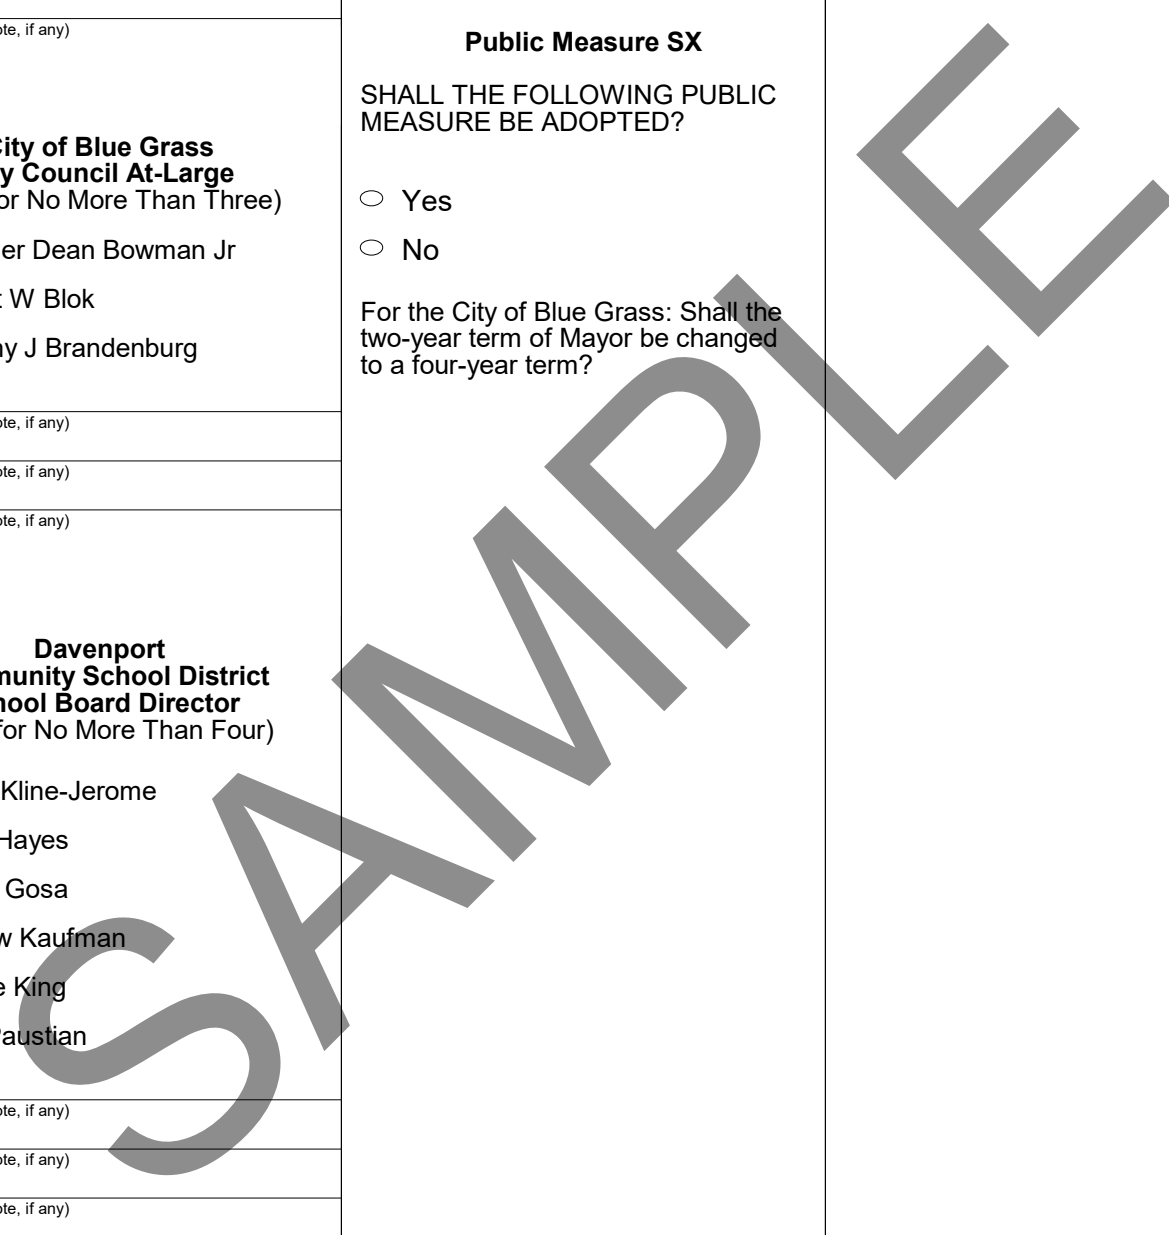 ote, if any)
City of Blue Grass
y Council At-Large
or No More Than Three)
er Dean Bowman Jr
t W Blok
ny J Brandenburg
ote, if any)
ote, if any)
ote, if any)
Davenport
munity School District
hool Board Director
for No More Than Four)
Kline-Jerome
Hayes
Gosa
w Kaufman
e King
Paustian
ote, if any)
ote, if any)
ote, if any)
Public Measure SX
SHALL THE FOLLOWING PUBLIC
MEASURE BE ADOPTED?
Yes
No
For the City of Blue Grass: Shall the
two-year term of Mayor be changed
to a four-year term?
SAMPLE